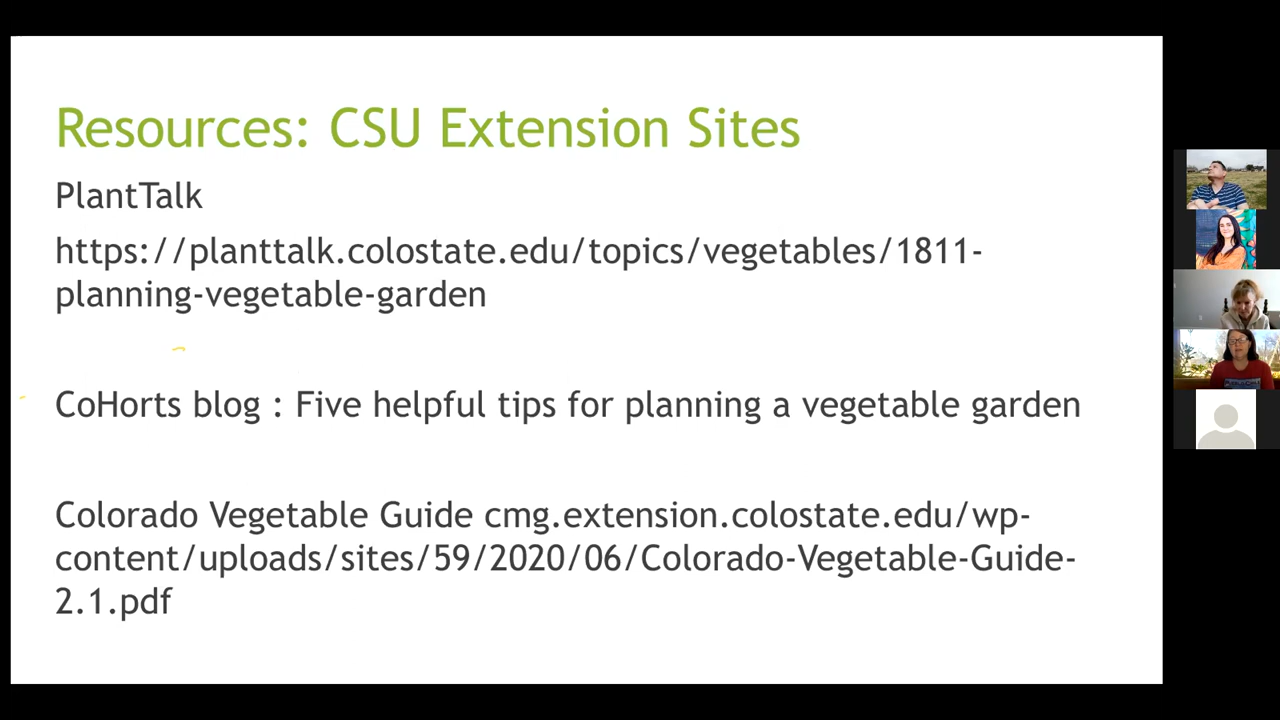 Resources: CSU Extension Sites
PlantTalk
https://planttalk.colostate.edu/topics/vegetables/1811-
planning-vegetable-garden
CoHorts blog : Five helpful tips for planning a vegetable garden
Colorado Vegetable Guide cmg.extension.colostate.edu/wp-
content/uploads/sites/59/2020/06/Colorado-Vegetable-Guide-
2.1.pdf